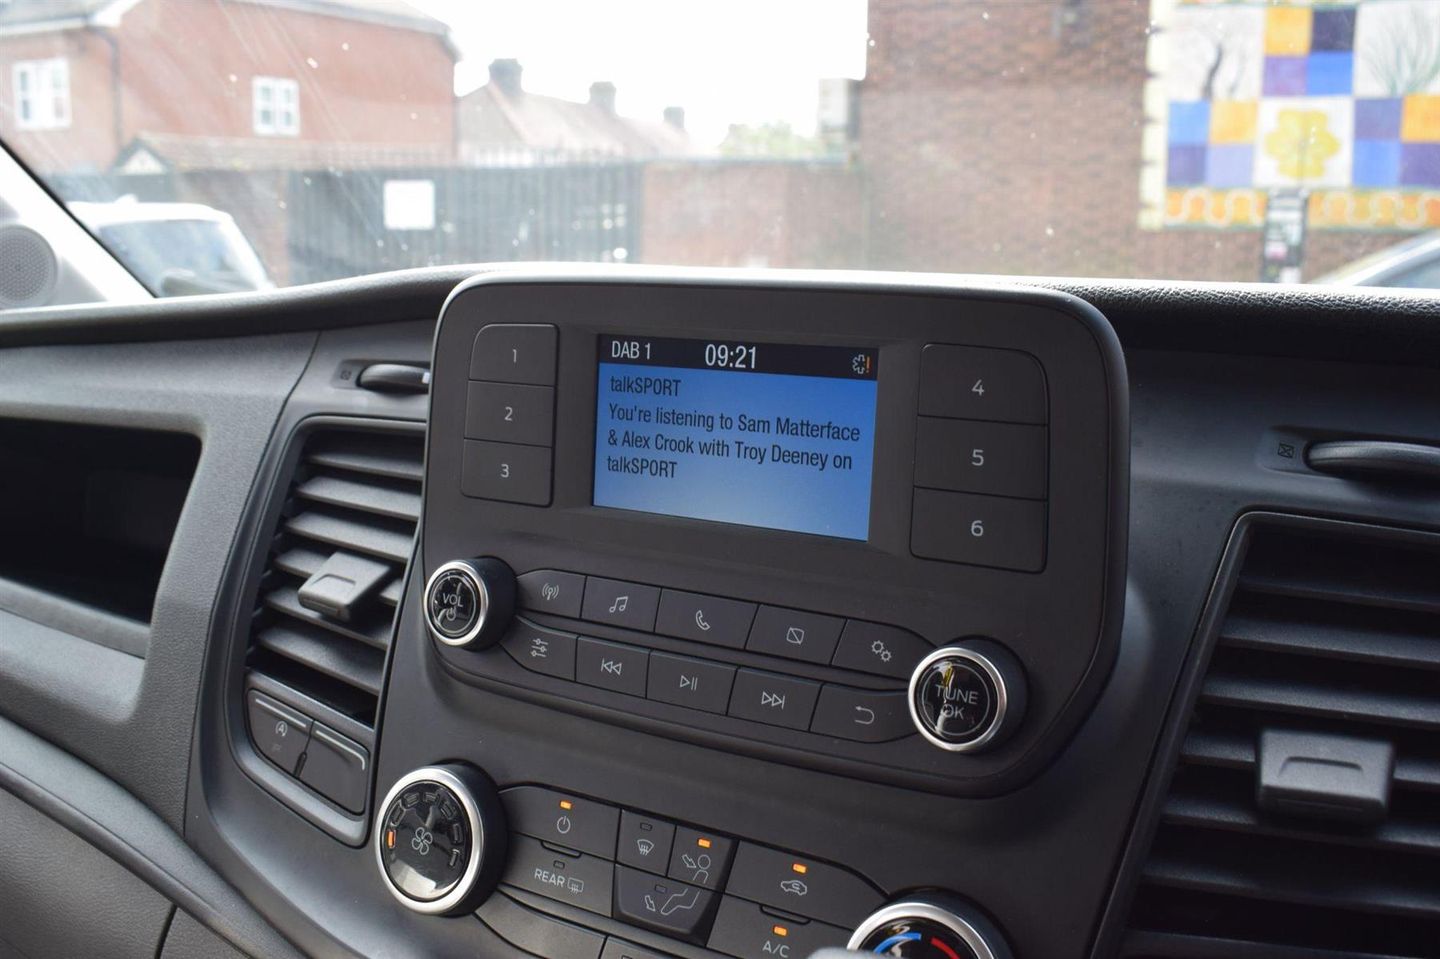 DAB 1 09:21
talkSPORT
You're listening to Sam Matterface
& Alex Crook with Troy Deeney on
talkSPORT
1
2
3
4
5
6
VOL
TUNE
OK
REAR
A/C